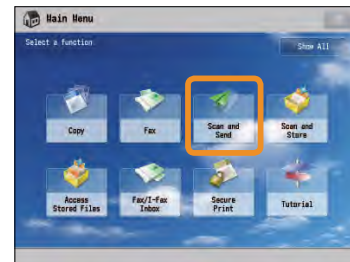 Main Menu
Select a function
Show All
Copy
Fax
Scan and
Send
Scan and
Store
Access
Stored Files
Fax/I-Fax
Inbox
Secure
Print
Tutorial